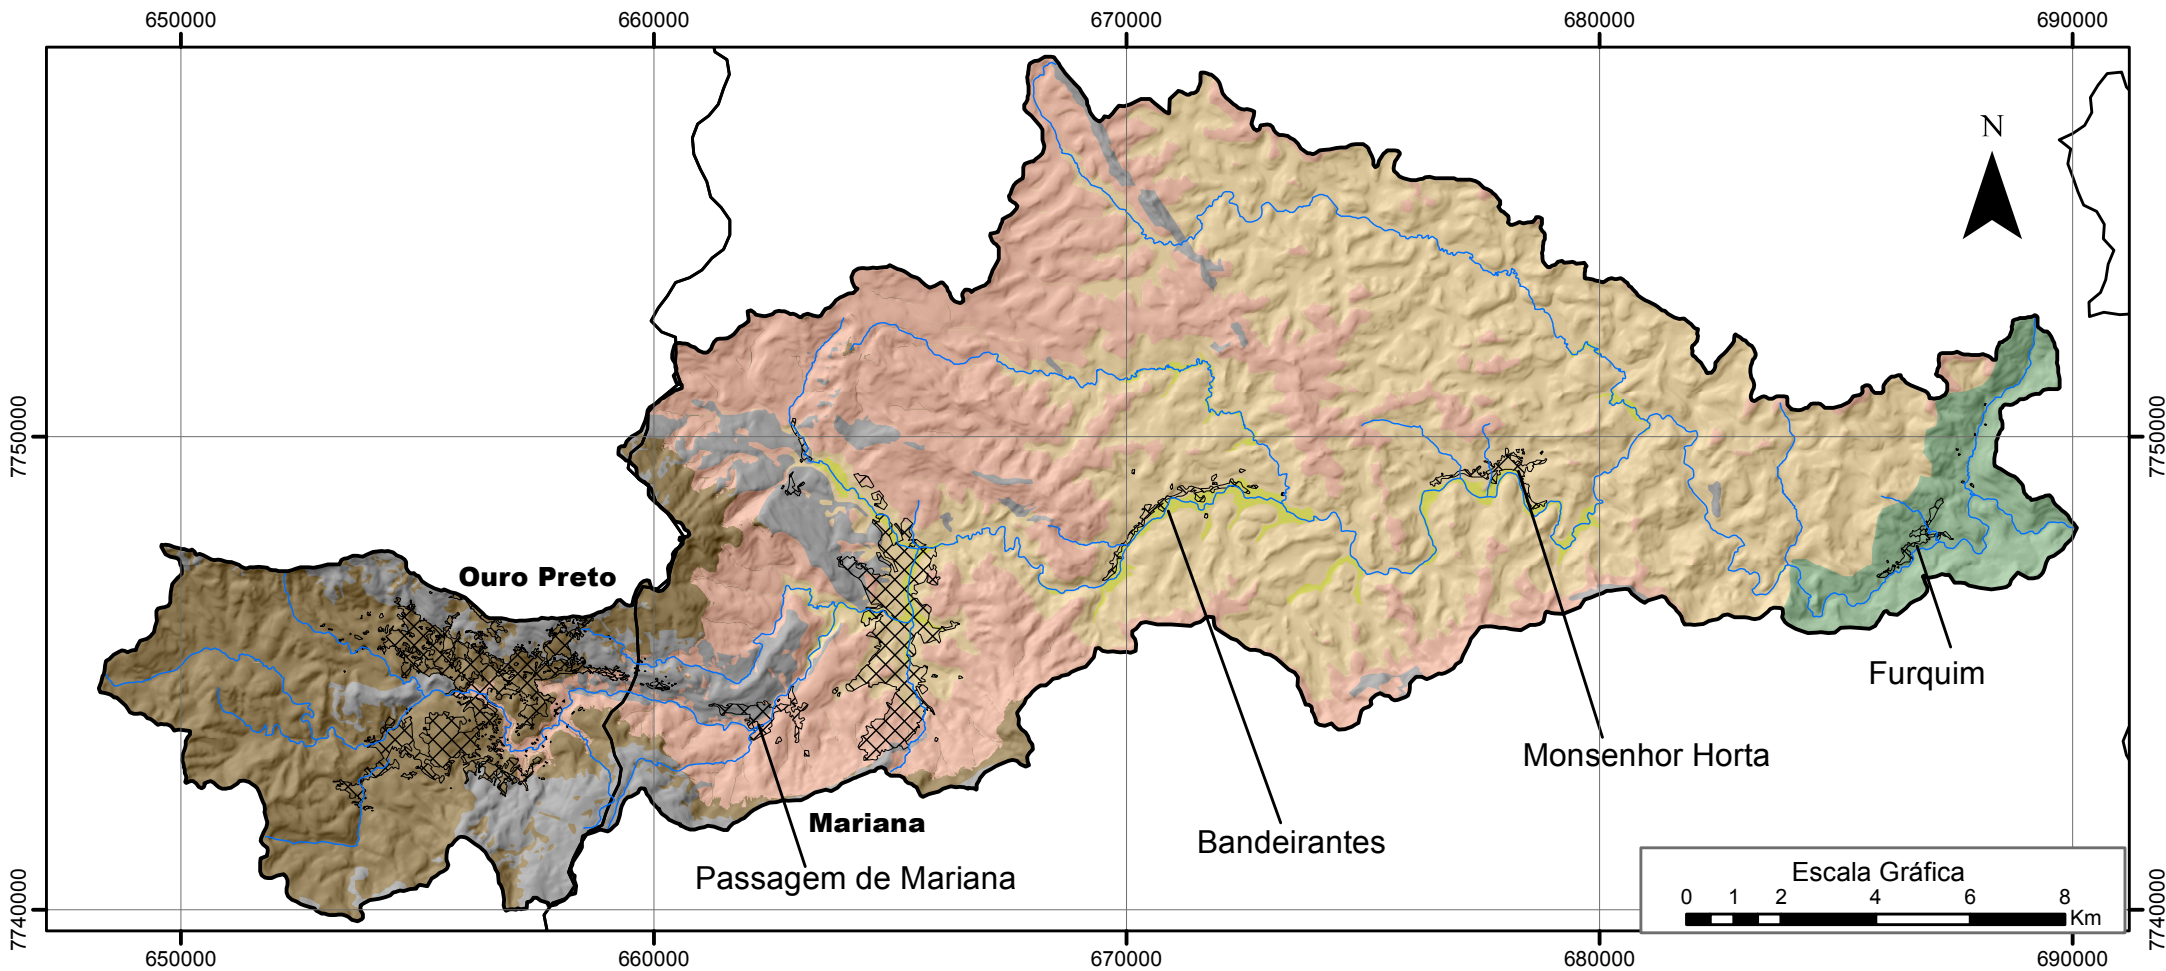 650000 660000 670000 680000 690000
N
7750000
7750000
Ouro Preto
Furquim
Monsenhor Horta
Mariana
Bandeirantes
Passagem de Mariana
Escala Gráfica
0 1 2 4 6 8
Km
7740000
7740000
650000 660000 670000 680000 690000